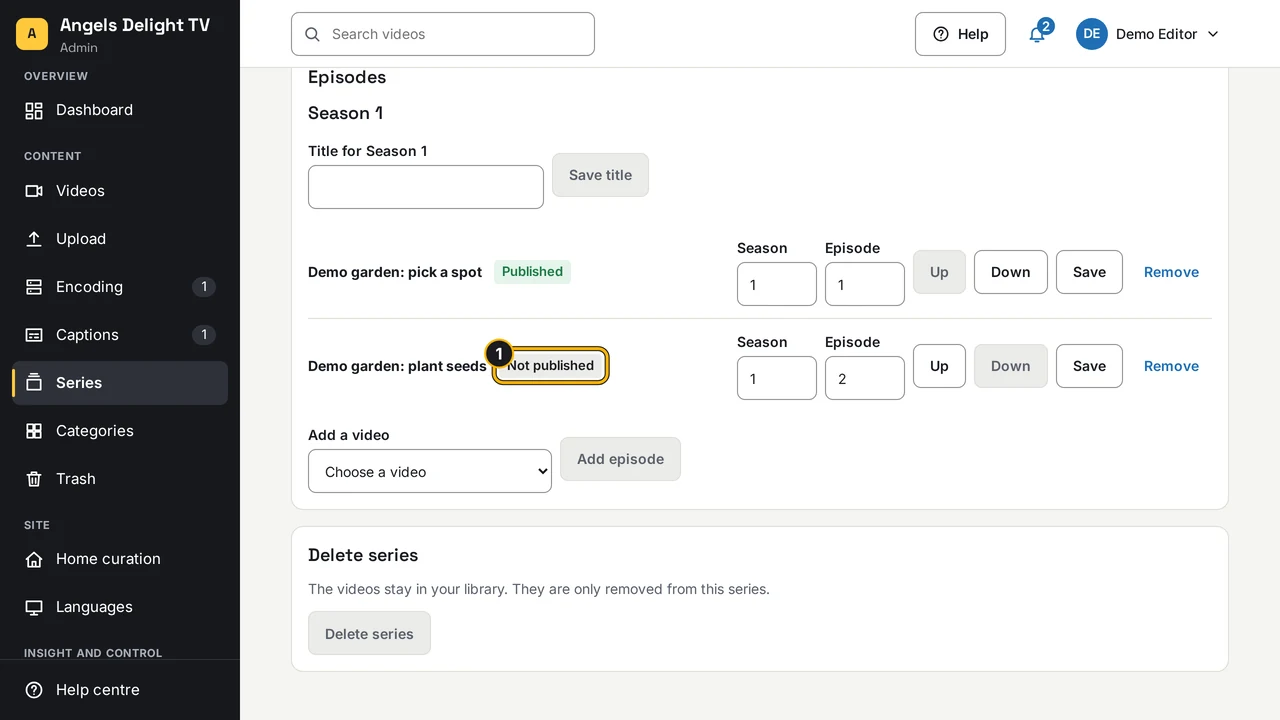 A
Angels Delight TV
Admin
OVERVIEW
Dashboard
CONTENT
Videos
Upload
Encoding 1
Captions 1
Series
Categories
Trash
SITE
Home curation
Languages
INSIGHT AND CONTROL
Help centre
Search videos
Help
2
DE
Demo Editor
Episodes
Season 1
Title for Season 1
Save title
Demo garden: pick a spot Published
Season
1
Episode
1
Up
Down
Save
Remove
Demo garden: plant seeds
1
Not published
Season
1
Episode
2
Up
Down
Save
Remove
Add a video
Choose a video
Add episode
Delete series
The videos stay in your library. They are only removed from this series.
Delete series